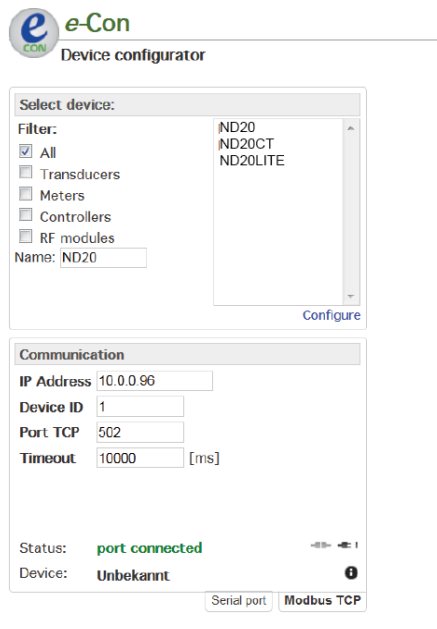 e
CON
e-Con
Device configurator
Select device:
Filter:
All
Transducers
Meters
Controllers
RF modules
Name: ND20
ND20
ND20CT
ND20LITE
Configure
Communication
IP Address 10.0.0.96
Device ID 1
Port TCP 502
Timeout 10000 [ms]
Status: port connected
Device: Unbekannt
Serial port Modbus TCP